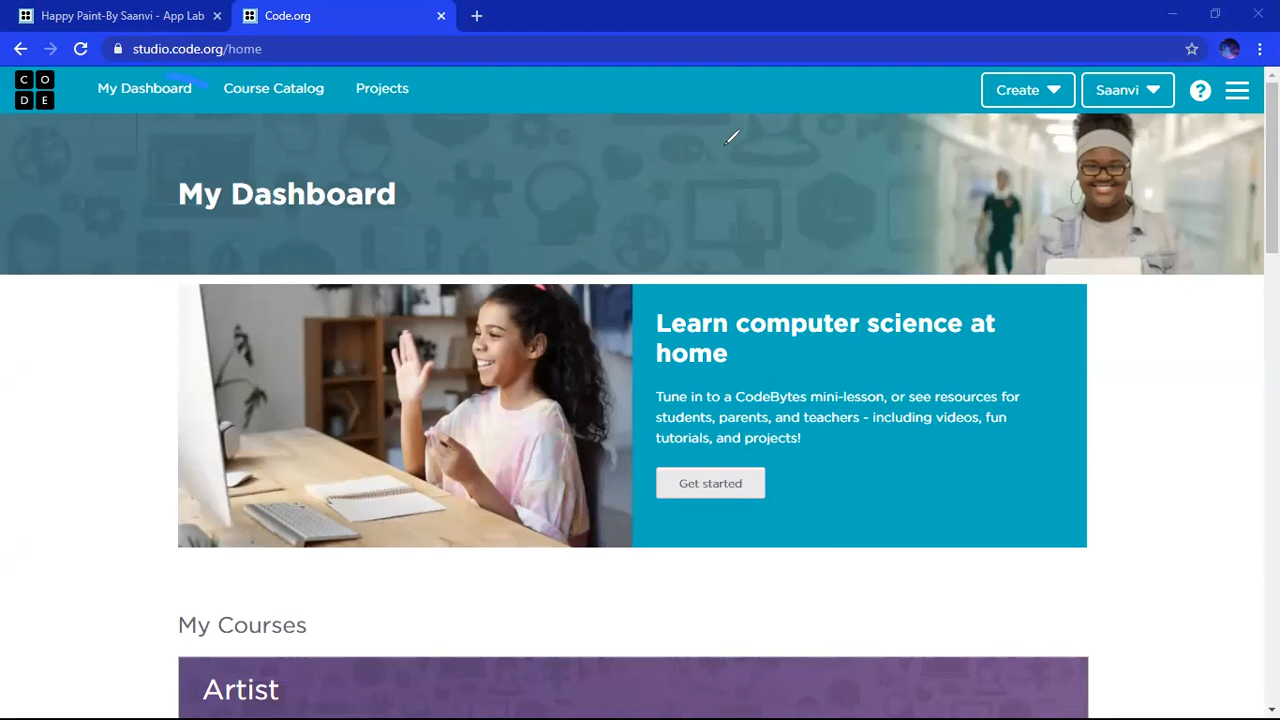 Happy Paint-By Saanvi - App Lab
Code.org
studio.code.org/home
CODE
My Dashboard
Course Catalog
Projects
Create
Saanvi
?
My Dashboard
Learn computer science at
home
Tune in to a CodeBytes mini-lesson, or see resources for
students, parents, and teachers - including videos, fun
tutorials, and projects!
Get started
My Courses
Artist